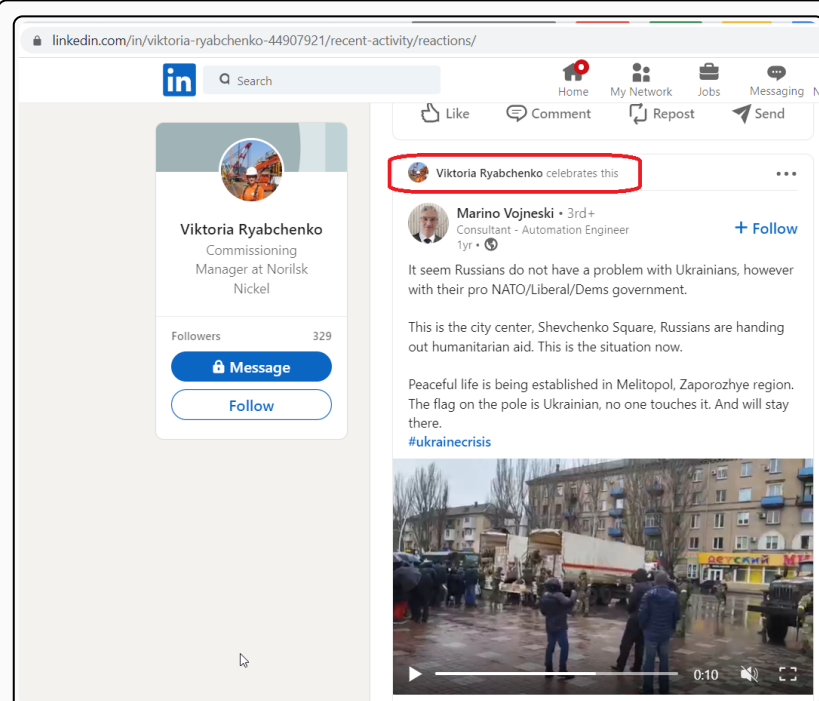 linkedin.com/in/viktoria-ryabchenko-44907921/recent-activity/reactions/
in
Search
Home
My Network
Jobs
Messaging
N
Like
Comment
Repost
Send
Viktoria Ryabchenko celebrates this
Viktoria Ryabchenko
Commissioning
Manager at Norilsk
Nickel
Followers 329
Message
Follow
Marino Vojneski • 3rd+
Consultant - Automation Engineer
1yr •
+ Follow
It seem Russians do not have a problem with Ukrainians, however
with their pro NATO/Liberal/Dems government.
This is the city center, Shevchenko Square, Russians are handing
out humanitarian aid. This is the situation now.
Peaceful life is being established in Melitopol, Zaporozhye region.
The flag on the pole is Ukrainian, no one touches it. And will stay
there.
#ukrainecrisis
ДЕТСКИЙ
0:10